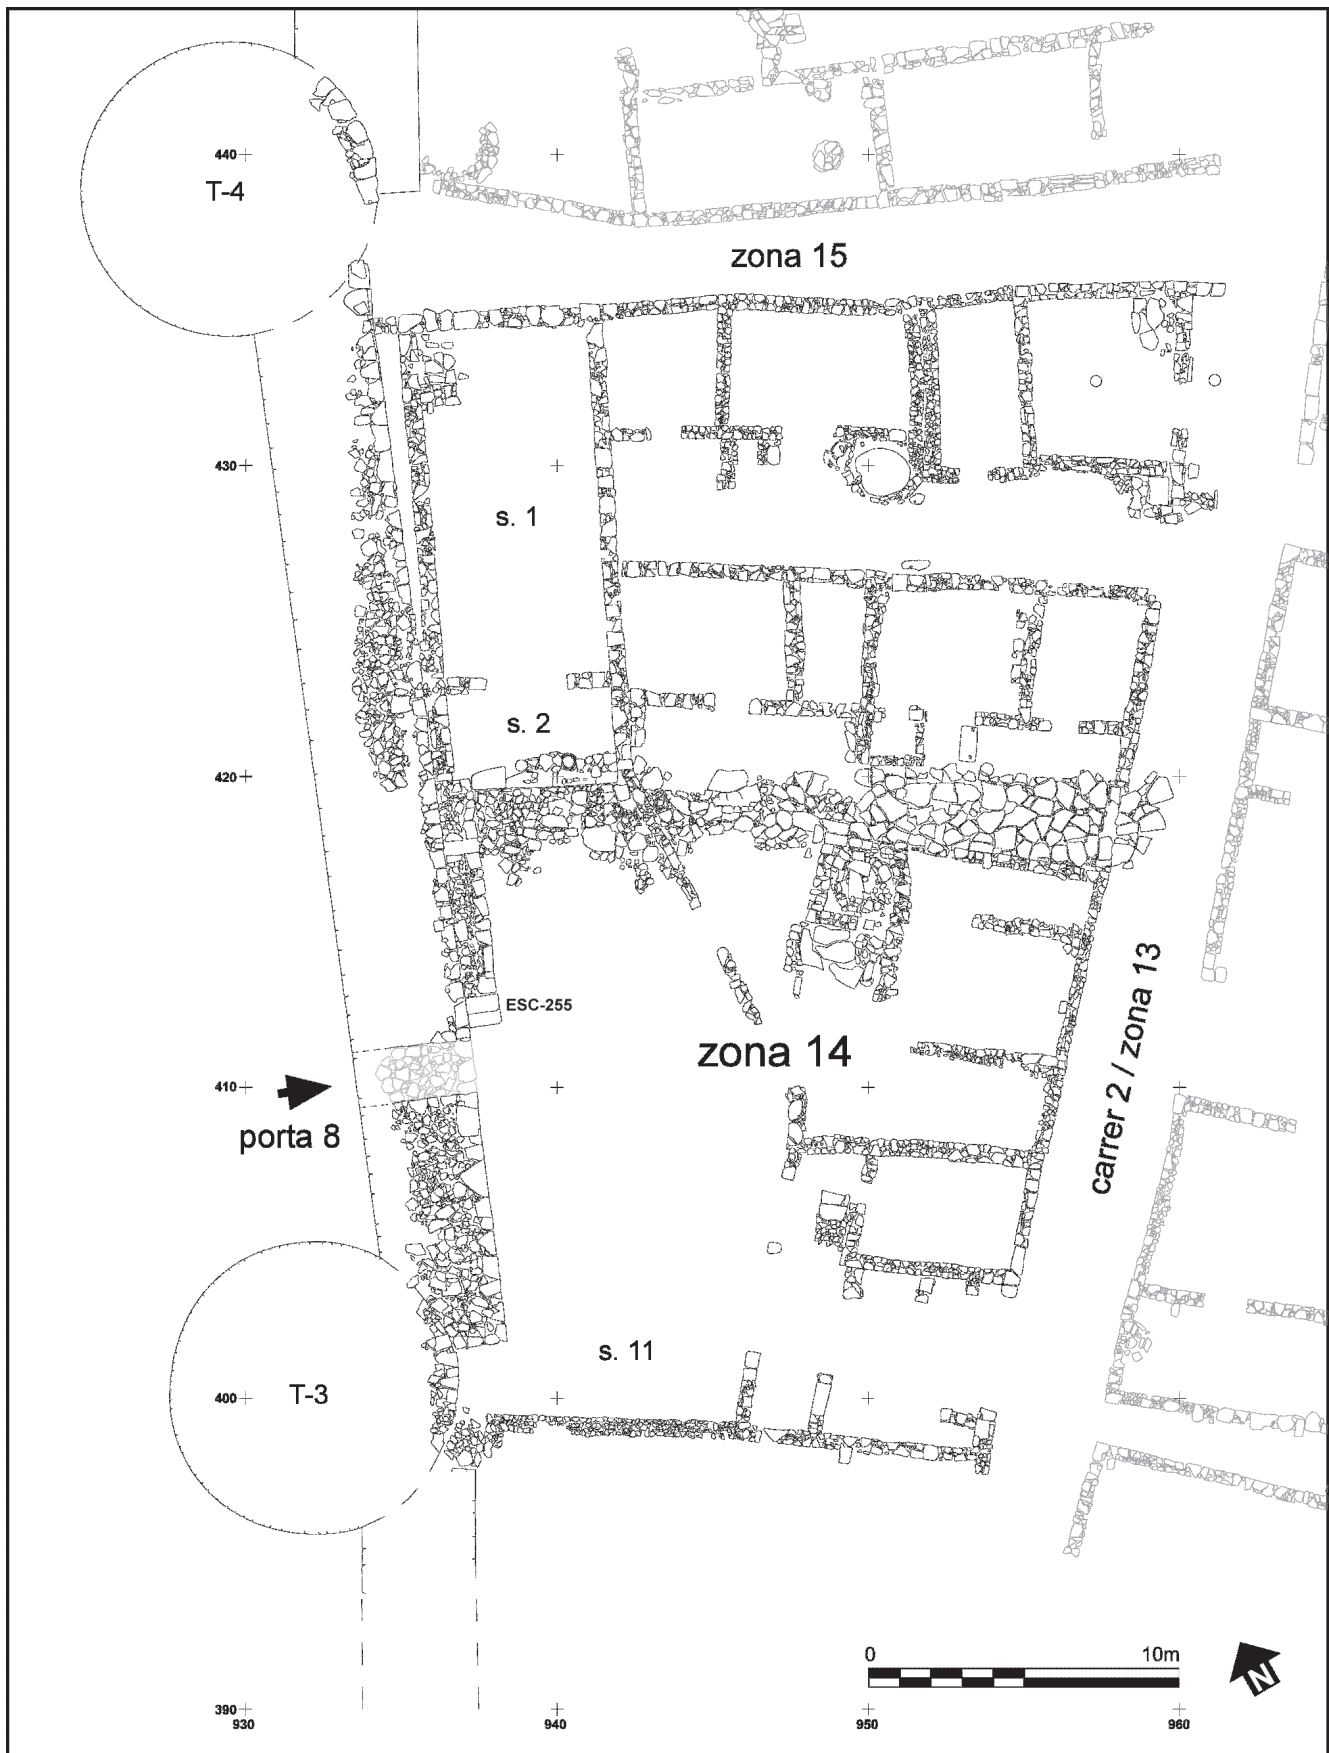 440
T-4
zona 15
430
s. 1
s. 2
420
ESC-255
zona 14
carrer 2 / zona 13
410
porta 8
s. 11
400
T-3
0 10m
N
390
930 940 950 960